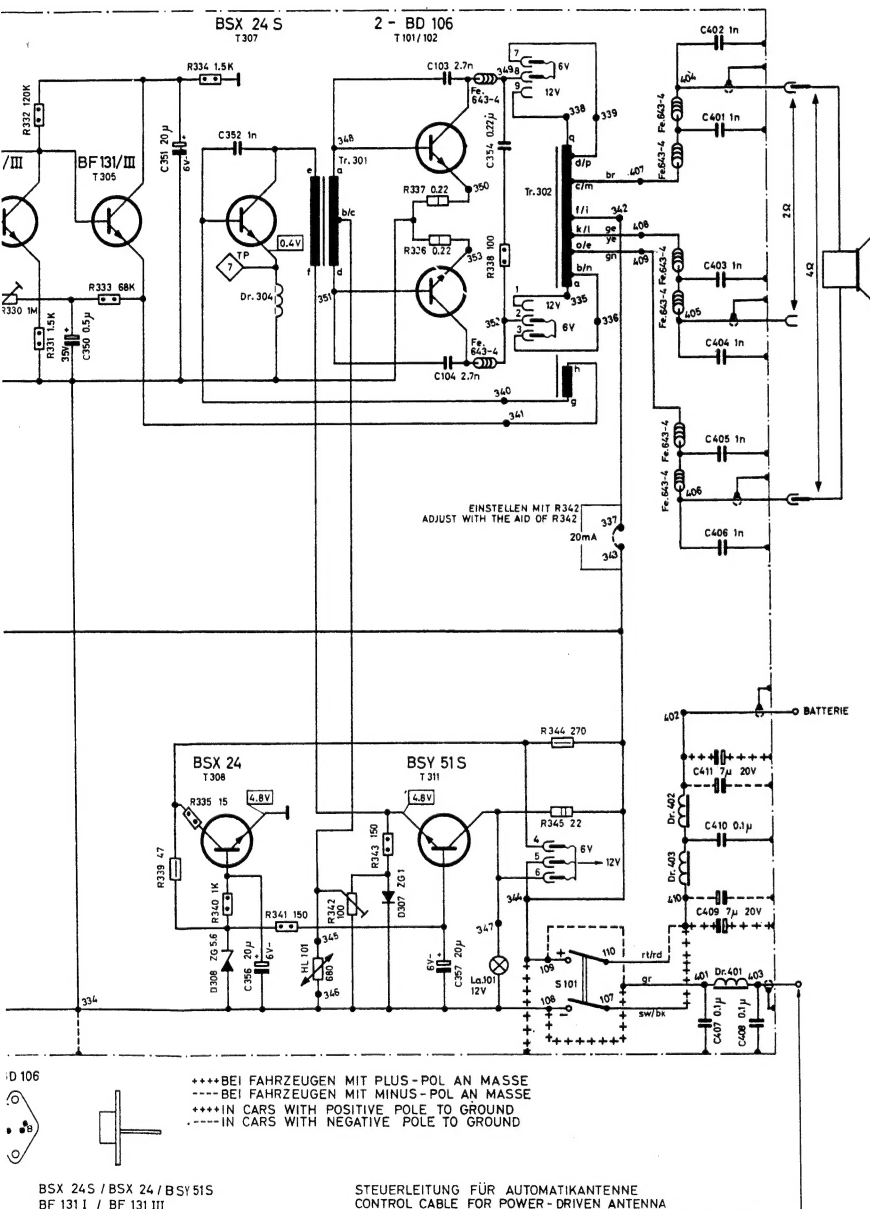 BSX 24 S
T307
2 - BD 106
T101/102
C402 1n
R334 1.5K
C103 2.7n
349
7
8
9
6V
12V
Fe.
643-4
404
R332 120K
C351 20µ
6V-
+
C352 1n
348
338
339
Fe.643-4
C401 1n
/III
BF 131/III
T305
e
a
Tr. 301
C354 0.22µ
q
d/p
c/m
br
407
Fe.643-4
R337 0.22
350
Tr.302
2Ω
b/c
f/i
342
k/l
ge
408
ye
TP
7
0.4V
R336 0.22
353
R338 100
o/e
gn
409
4Ω
R333 68K
Dr. 304
f
d
351
b/n
a
335
Fe.643-4
C403 1n
R330 1M
R331 1.5K
35V
+
C350 0.5µ
1
2
3
12V
6V
352
336
Fe.643-4
405
Fe.
643-4
C404 1n
C104 2.7n
h
g
340
341
Fe.643-4
C405 1n
Fe.643-4
406
EINSTELLEN MIT R342
ADJUST WITH THE AID OF R342
337
20mA
343
C406 1n
402
BATTERIE
R344 270
BSX 24
T308
BSY 51S
T311
C411 7µ 20V
R335 15
4.8V
4.8V
Dr.402
R345 22
C410 0.1µ
R339 47
R343 150
4
5
6
6V
12V
Dr.403
R340 1K
R342
100
D307 ZG1
344
410
C409 7µ 20V
R341 150
345
347
D308 ZG 5.6
C356 20µ
6V-
+
HL 101
680
346
6V-
+
C357 20µ
La.101
12V
109
+
110
rt/rd
S 101
gr
401
Dr.401
403
334
108
-
107
sw/bk
C407 0.1µ
C408 0.1µ
D 106
B
++++BEI FAHRZEUGEN MIT PLUS-POL AN MASSE
----BEI FAHRZEUGEN MIT MINUS-POL AN MASSE
++++IN CARS WITH POSITIVE POLE TO GROUND
----IN CARS WITH NEGATIVE POLE TO GROUND
BSX 24S / BSX 24 / BSY 51S
BF 131 I / BF 131 III
STEUERLEITUNG FÜR AUTOMATIKANTENNE
CONTROL CABLE FOR POWER-DRIVEN ANTENNA